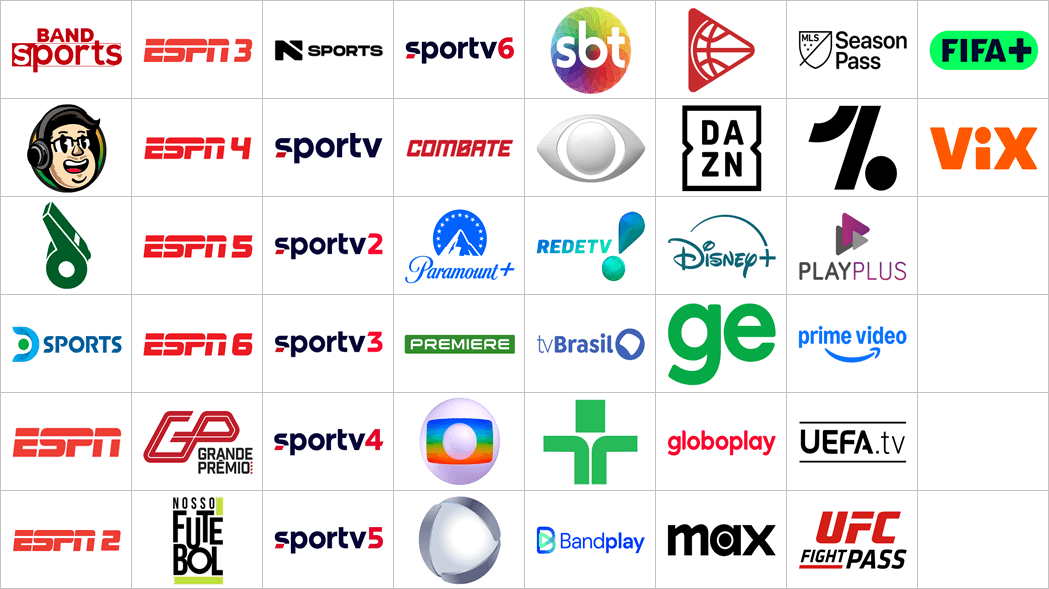 BAND
sports
ESPN 3
N SPORTS
sportv6
sbt
MLS
Season
Pass
FIFA+
ESPN 4
sportv
COMBATE
DA
ZN
ViX
ESPN 5
sportv2
Paramount+
REDETV!
Disney+
PLAYPLUS
D SPORTS
ESPN 6
sportv3
PREMIERE
tvBrasil
ge
prime video
ESPN
GP
GRANDE
PRÊMIO
sportv4
globoplay
UEFA.tv
ESPN 2
NOSSO
FUTE
BOL
sportv5
Bandplay
max
UFC
FIGHT PASS